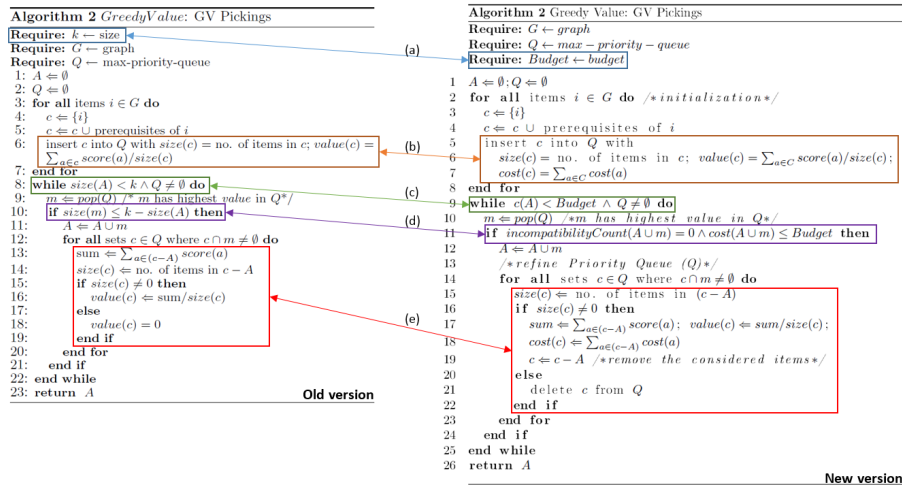 Algorithm 2 GreedyValue: GV Pickings
Require: k ← size
Require: G ← graph
Require: Q ← max-priority-queue
1: A ⇐ ∅
2: Q ⇐ ∅
3: for all items i ∈ G do
4: c ⇐ {i}
5: c ⇐ c ∪ prerequisites of i
6: insert c into Q with size(c) = no. of items in c; value(c) =
∑a∈c score(a)/size(c)
7: end for
8: while size(A) < k ∧ Q ≠ ∅ do
9: m ⇐ pop(Q) /* m has highest value in Q*/
10: if size(m) ≤ k − size(A) then
11: A ⇐ A ∪ m
12: for all sets c ∈ Q where c ∩ m ≠ ∅ do
13: sum ⇐ ∑a∈(c−A) score(a)
14: size(c) ⇐ no. of items in c − A
15: if size(c) ≠ 0 then
16: value(c) ⇐ sum/size(c)
17: else
18: value(c) = 0
19: end if
20: end for
21: end if
22: end while
23: return A
Old version
(a)
(b)
(c)
(d)
(e)
Algorithm 2 Greedy Value: GV Pickings
Require: G ← graph
Require: Q ← max − priority − queue
Require: Budget ← budget
1 A ⇐ ∅; Q ⇐ ∅
2 for all items i ∈ G do /*initialization*/
3 c ⇐ {i}
4 c ⇐ c ∪ prerequisites of i
5 insert c into Q with
6 size(c) = no. of items in c; value(c) = ∑a∈C score(a)/size(c);
7 cost(c) = ∑a∈C cost(a)
8 end for
9 while c(A) < Budget ∧ Q ≠ ∅ do
10 m ⇐ pop(Q) /*m has highest value in Q*/
11 if incompatibilityCount(A ∪ m) = 0 ∧ cost(A ∪ m) ≤ Budget then
12 A ⇐ A ∪ m
13 /*refine Priority Queue (Q)*/
14 for all sets c ∈ Q where c ∩ m ≠ ∅ do
15 size(c) ⇐ no. of items in (c − A)
16 if size(c) ≠ 0 then
17 sum ⇐ ∑a∈(c−A) score(a); value(c) ⇐ sum/size(c);
18 cost(c) ⇐ ∑a∈(c−A) cost(a)
19 c ⇐ c − A /*remove the considered items*/
20 else
21 delete c from Q
22 end if
23 end for
24 end if
25 end while
26 return A
New version